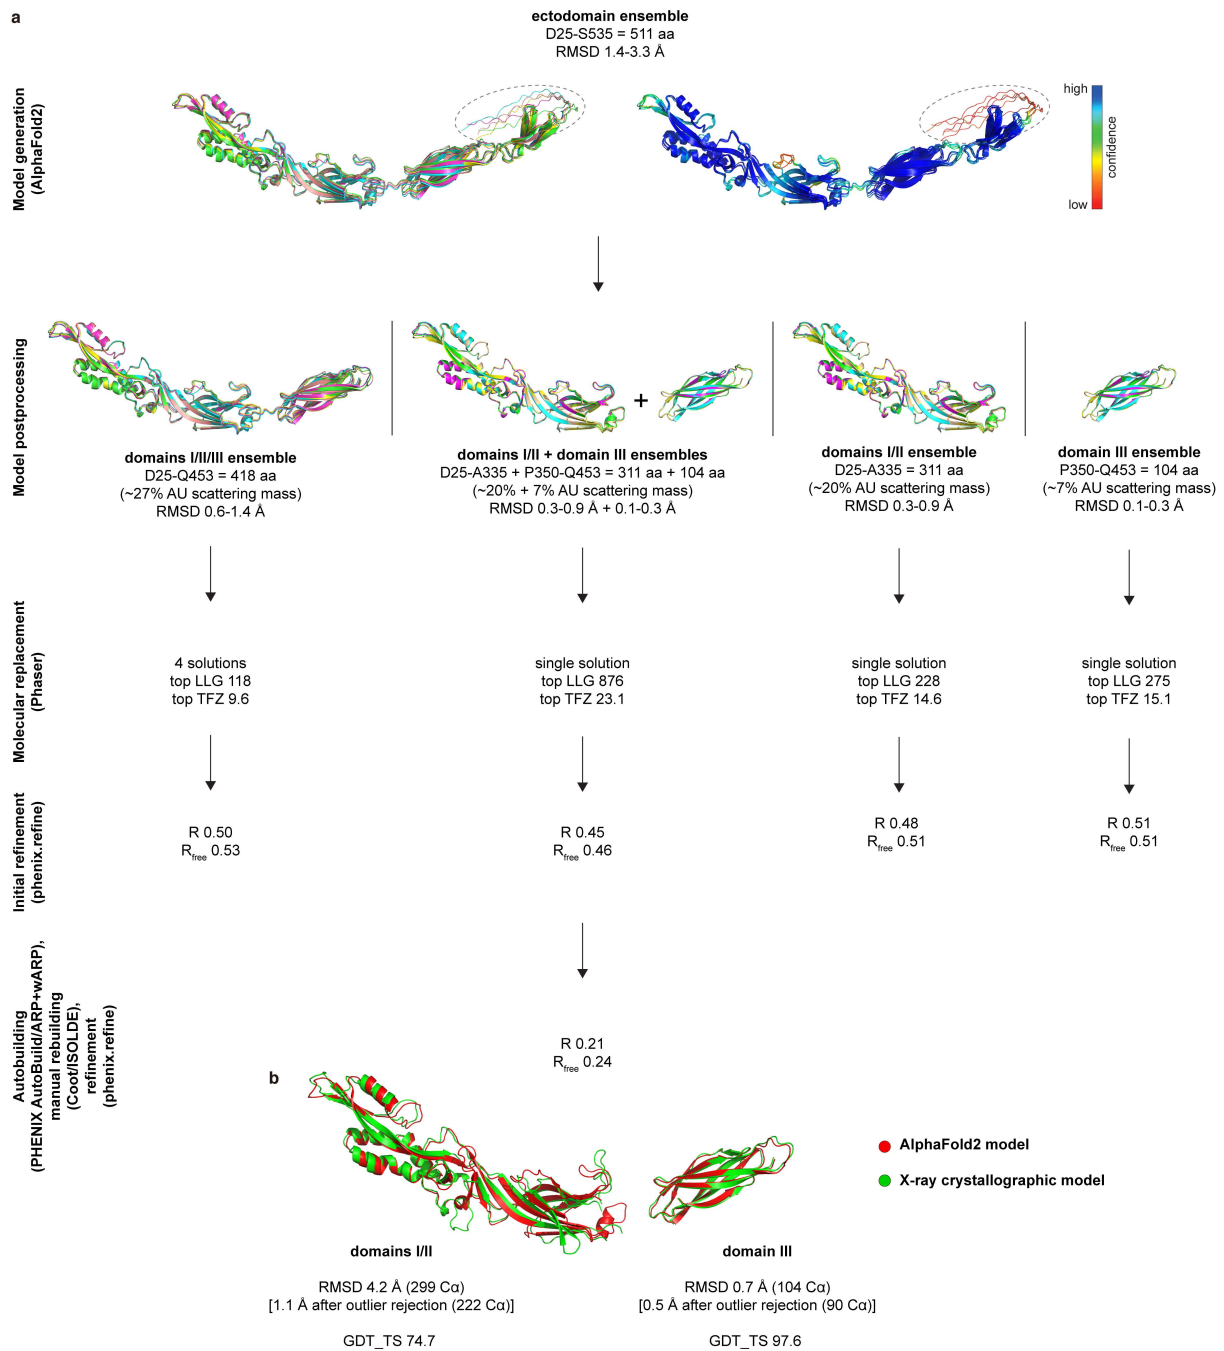 a
ectodomain ensemble
D25-S535 = 511 aa
RMSD 1.4-3.3 Å
Model generation
(AlphaFold2)
high
confidence
low
Model postprocessing
+
domains I/II/III ensemble
D25-Q453 = 418 aa
(~27% AU scattering mass)
RMSD 0.6-1.4 Å
domains I/II + domain III ensembles
D25-A335 + P350-Q453 = 311 aa + 104 aa
(~20% + 7% AU scattering mass)
RMSD 0.3-0.9 Å + 0.1-0.3 Å
domains I/II ensemble
D25-A335 = 311 aa
(~20% AU scattering mass)
RMSD 0.3-0.9 Å
domain III ensemble
P350-Q453 = 104 aa
(~7% AU scattering mass)
RMSD 0.1-0.3 Å
Molecular replacement
(Phaser)
4 solutions
top LLG 118
top TFZ 9.6
single solution
top LLG 876
top TFZ 23.1
single solution
top LLG 228
top TFZ 14.6
single solution
top LLG 275
top TFZ 15.1
Initial refinement
(phenix.refine)
R 0.50
Rfree 0.53
R 0.45
Rfree 0.46
R 0.48
Rfree 0.51
R 0.51
Rfree 0.51
Autobuilding
(PHENIX AutoBuild/ARP+wARP),
manual rebuilding
(Coot/ISOLDE),
refinement
(phenix.refine)
R 0.21
Rfree 0.24
b
AlphaFold2 model
X-ray crystallographic model
domains I/II
RMSD 4.2 Å (299 Cα)
[1.1 Å after outlier rejection (222 Cα)]
GDT_TS 74.7
domain III
RMSD 0.7 Å (104 Cα)
[0.5 Å after outlier rejection (90 Cα)]
GDT_TS 97.6